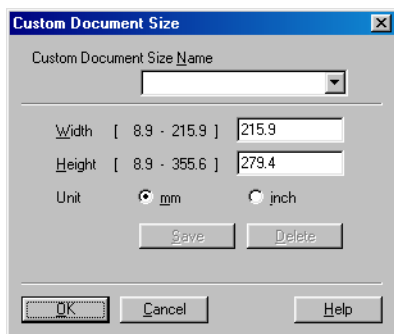 Custom Document Size
Custom Document Size Name
Width [ 8.9 - 215.9 ] 215.9
Height [ 8.9 - 355.6 ] 279.4
Unit mm inch
Save Delete
OK Cancel Help